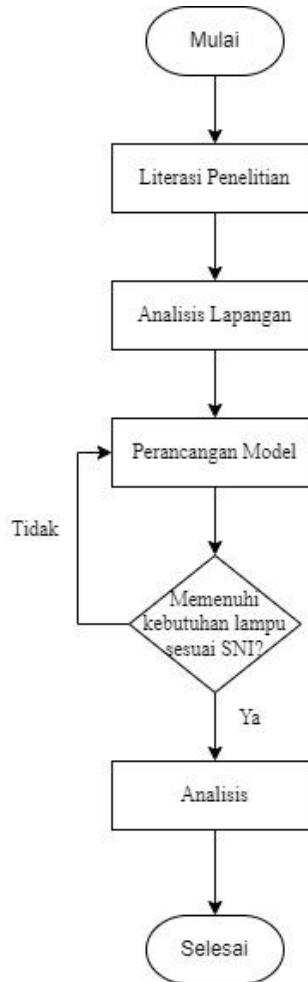 Mulai
Literasi Penelitian
Analisis Lapangan
Perancangan Model
Tidak
Memenuhi
kebutuhan lampu
sesuai SNI?
Ya
Analisis
Selesai